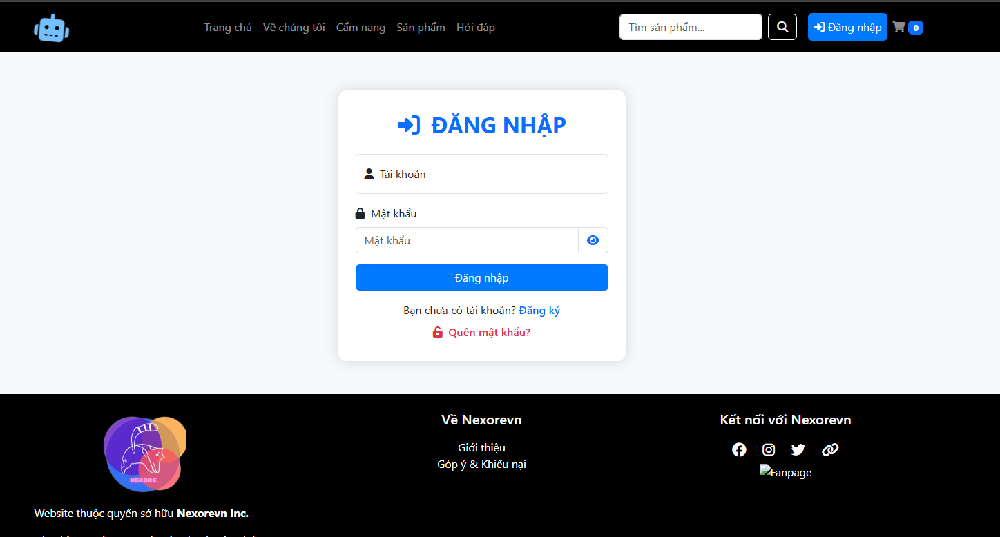 Trang chủ Về chúng tôi Cẩm nang Sản phẩm Hỏi đáp Tìm sản phẩm... Đăng nhập 0
ĐĂNG NHẬP
Tài khoản
Mật khẩu
Mật khẩu
Đăng nhập
Bạn chưa có tài khoản? Đăng ký
Quên mật khẩu?
NEXORE
Website thuộc quyến sở hữu Nexorevn Inc.
Về Nexorevn
Giới thiệu
Góp ý & Khiếu nại
Kết nối với Nexorevn
Fanpage